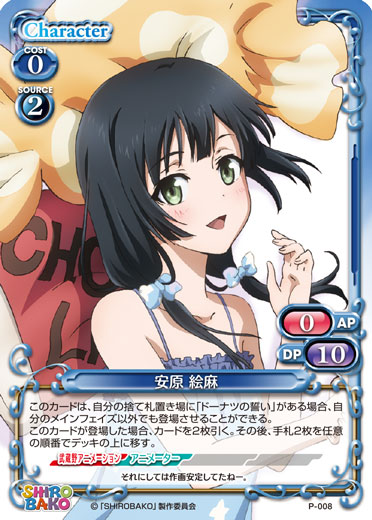 Character
COST
0
SOURCE
2
CHO
L
0 AP
DP 10
安原 絵麻
このカードは、自分の捨て札置き場に「ドーナツの誓い」がある場合、自
分のメインフェイズ以外でも登場させることができる。
このカードが登場した場合、カードを2枚引く。その後、手札2枚を任意
の順番でデッキの上に移す。
武蔵野アニメーション アニメーター
それにしては作画安定してたねー。
SHIRO
BAKO
©「SHIROBAKO」製作委員会
P-008